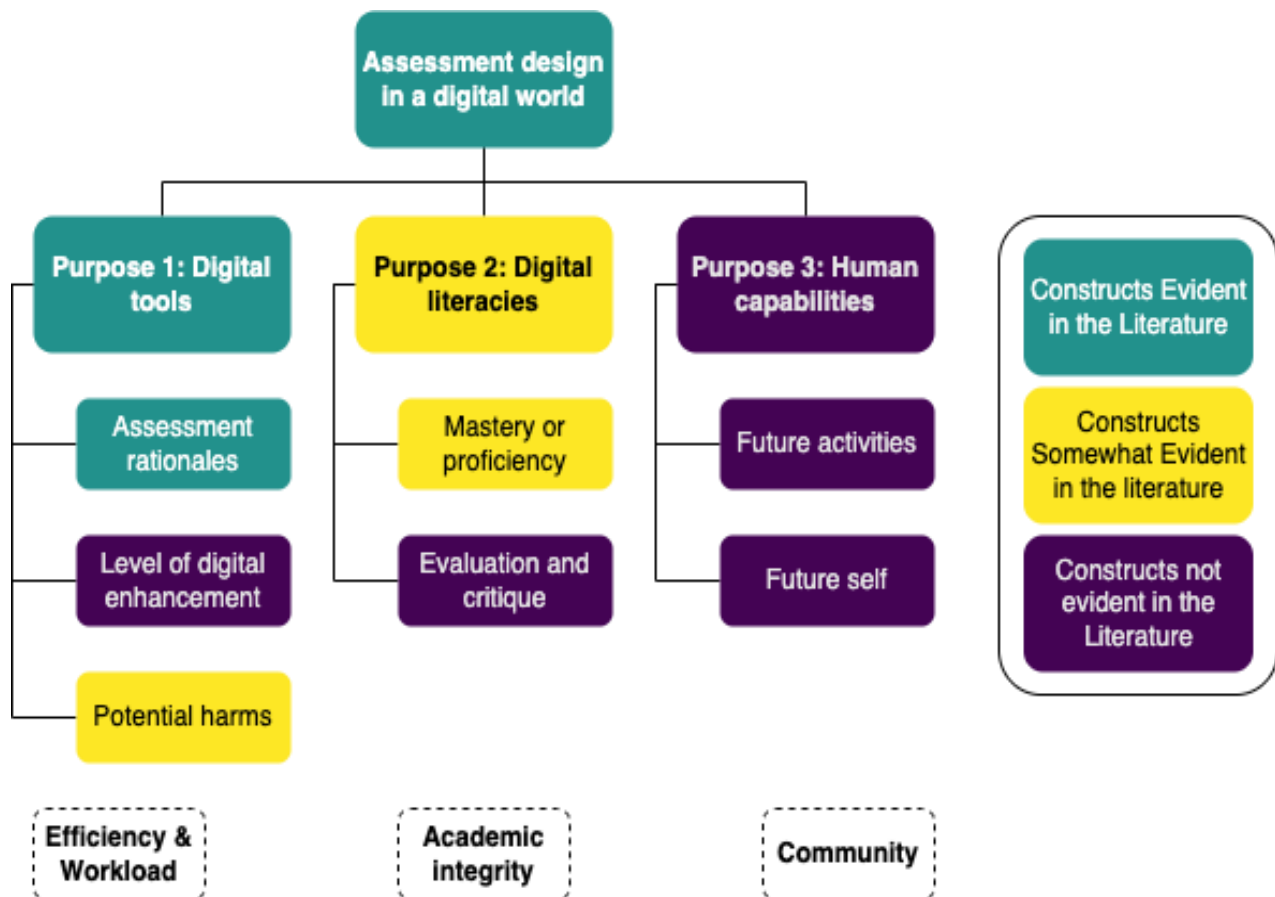 Assessment design
in a digital world
Purpose 1: Digital
tools
Purpose 2: Digital
literacies
Purpose 3: Human
capabilities
Assessment
rationales
Mastery or
proficiency
Future activities
Level of digital
enhancement
Evaluation and
critique
Future self
Potential harms
Efficiency &
Workload
Academic
integrity
Community
Constructs Evident
in the Literature
Constructs
Somewhat Evident
in the literature
Constructs not
evident in the
Literature